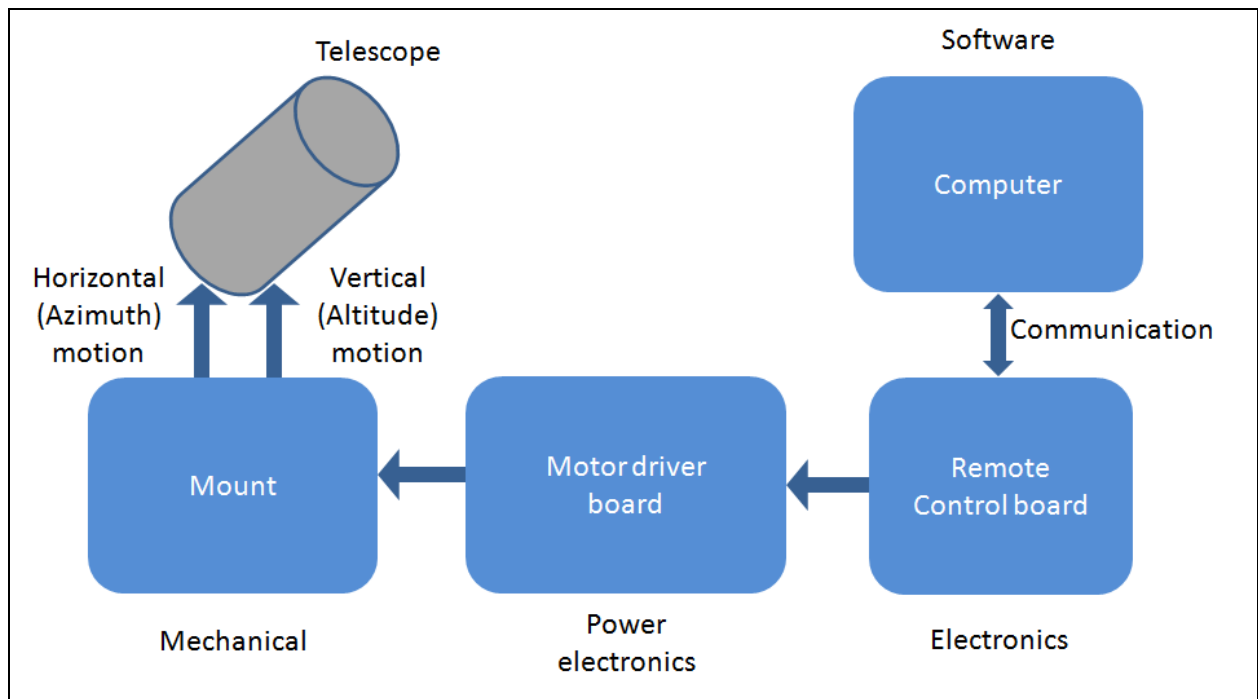 Telescope
Software
Computer
Horizontal
(Azimuth)
motion
Vertical
(Altitude)
motion
Communication
Mount
Motor driver
board
Remote
Control board
Mechanical
Power
electronics
Electronics